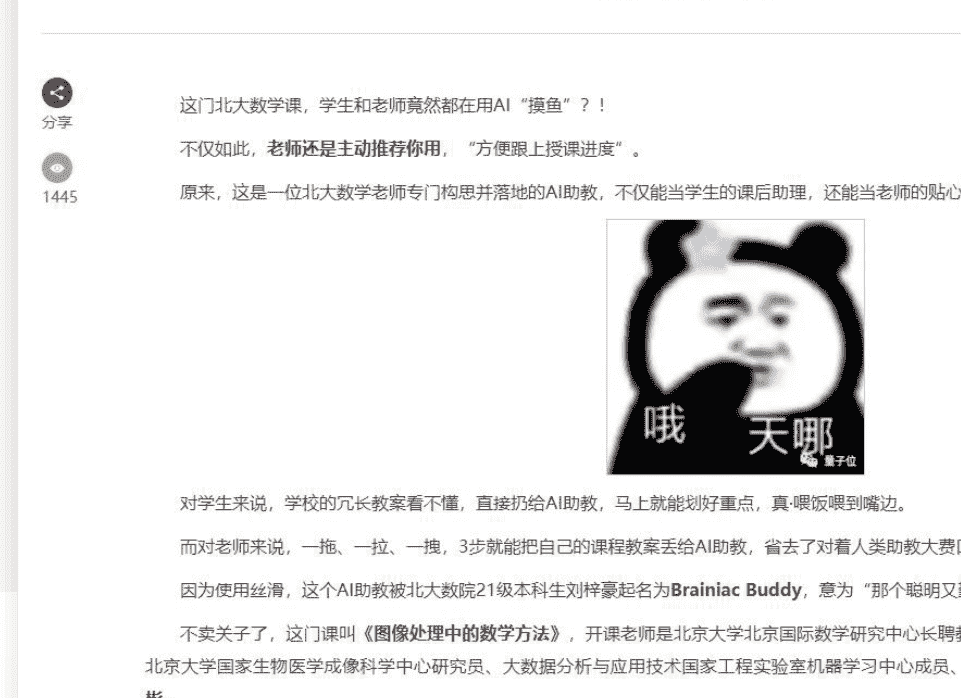 分享
1445
这门北大数学课，学生和老师竟然都在用AI“摸鱼”？！
不仅如此，老师还是主动推荐你用，“方便跟上授课进度”。
原来，这是一位北大数学老师专门构思并落地的AI助教，不仅能当学生的课后助理，还能当老师的贴心
哦 天哪
量子位
对学生来说，学校的冗长教案看不懂，直接扔给AI助教，马上就能划好重点，真·喂饭喂到嘴边。
而对老师来说，一拖、一拉、一拽，3步就能把自己的课程教案丢给AI助教，省去了对着人类助教大费
因为使用丝滑，这个AI助教被北大数院21级本科生刘梓豪起名为Brainiac Buddy，意为“那个聪明又
不卖关子了，这门课叫《图像处理中的数学方法》，开课老师是北京大学北京国际数学研究中心长聘
北京大学国家生物医学成像科学中心研究员、大数据分析与应用技术国家工程实验室机器学习中心成员、